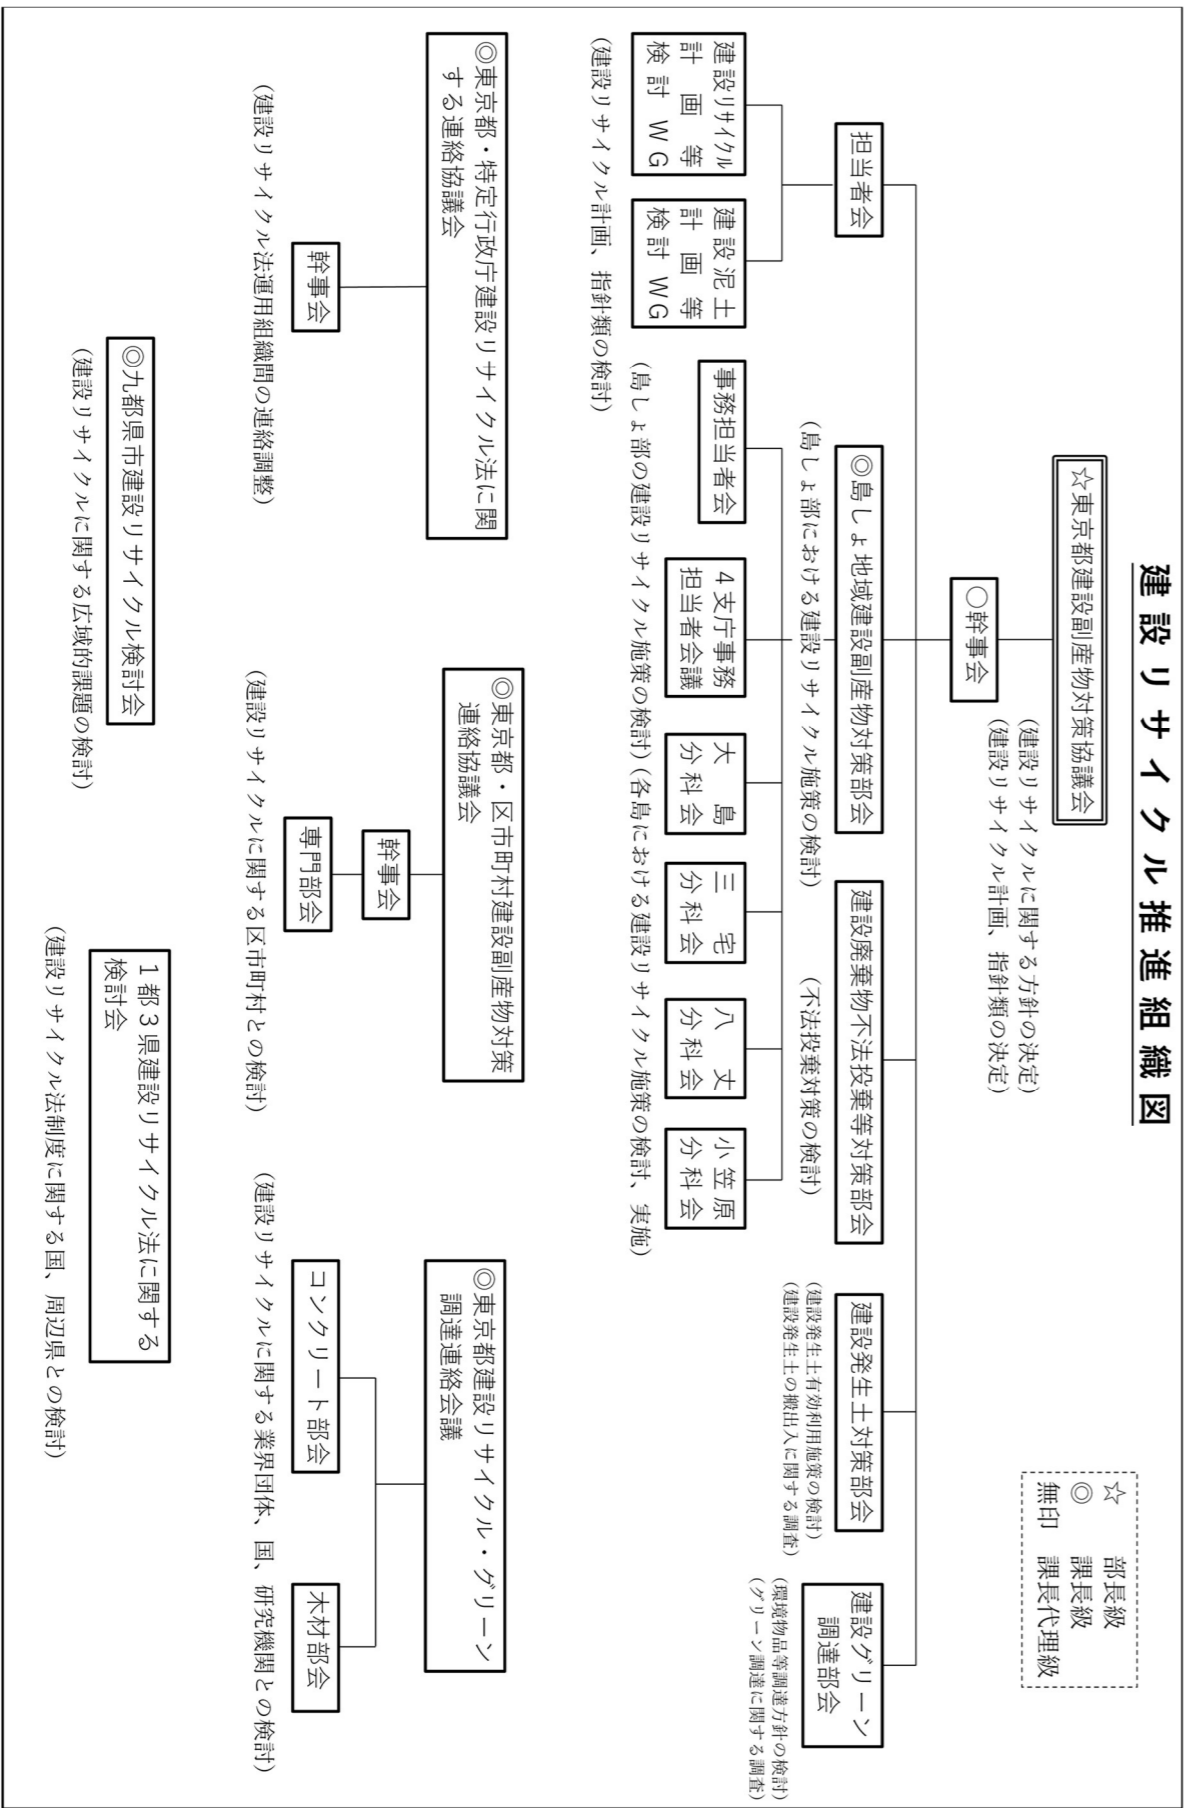 建設リサイクル推進組織図
☆　部長級
◎　課長級
無印　課長代理級
☆東京都建設副産物対策協議会
（建設リサイクルに関する方針の決定）
（建設リサイクル計画、指針類の決定）
○幹事会
担当者会
◎島しょ地域建設副産物対策部会
（島しょ部における建設リサイクル施策の検討）
建設廃棄物不法投棄等対策部会
（不法投棄対策の検討）
建設発生土対策部会
（建設発生土有効利用施策の検討）
（建設発生土の搬出入に関する調査）
建設グリーン
調達部会
（環境物品等調達方針の検討）
（グリーン調達に関する調査）
建設リサイクル
計画等
検討WG
建設泥土
計画等
検討WG
（建設リサイクル計画、指針類の検討）
事務担当者会
４支庁事務
担当者会議
大島
分科会
三宅
分科会
八丈
分科会
小笠原
分科会
（島しょ部の建設リサイクル施策の検討）（各島における建設リサイクル施策の検討、実施）
◎東京都・特定行政庁建設リサイクル法に関
する連絡協議会
幹事会
（建設リサイクル法運用組織間の連絡調整）
◎東京都・区市町村建設副産物対策
連絡協議会
幹事会
専門部会
（建設リサイクルに関する区市町村との検討）
◎東京都建設リサイクル・グリーン
調達連絡会議
コンクリート部会
木材部会
（建設リサイクルに関する業界団体、国、研究機関との検討）
◎九都県市建設リサイクル検討会
（建設リサイクルに関する広域的課題の検討）
１都３県建設リサイクル法に関する
検討会
（建設リサイクル法制度に関する国、周辺県との検討）